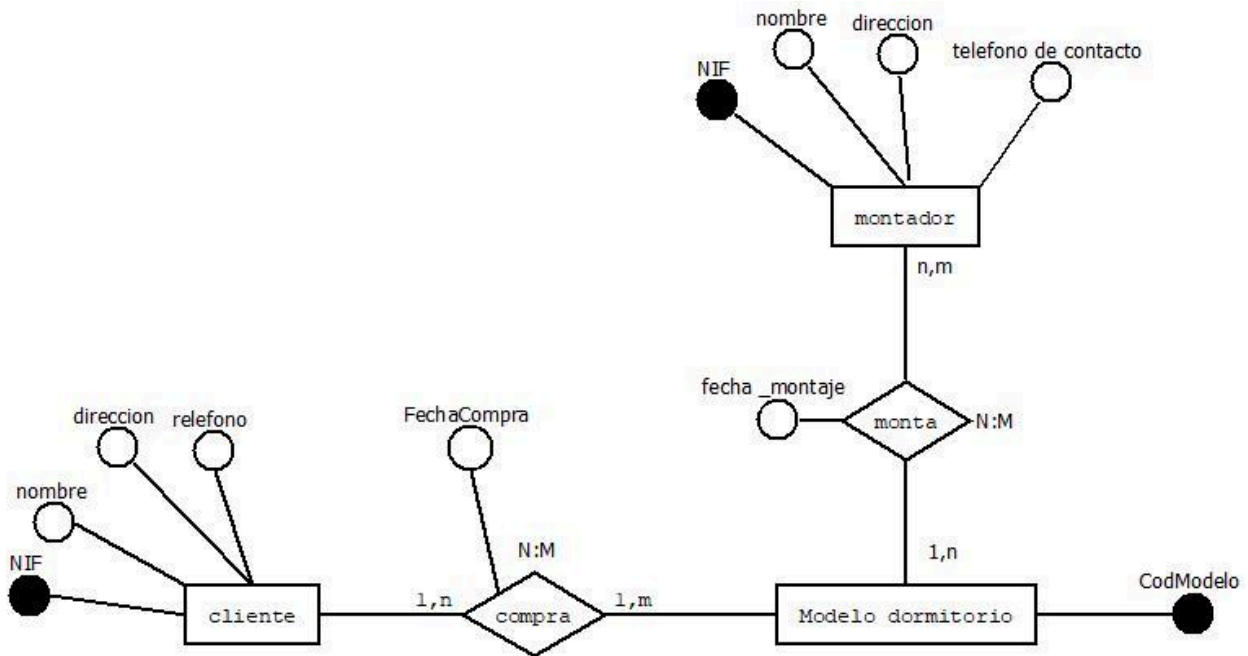 nombre
direccion
telefono de contacto
NIF
montador
n,m
fecha _montaje
monta
N:M
direccion
relefono
FechaCompra
nombre
NIF
N:M
1,n
CodModelo
cliente
1,n
compra
1,m
Modelo dormitorio